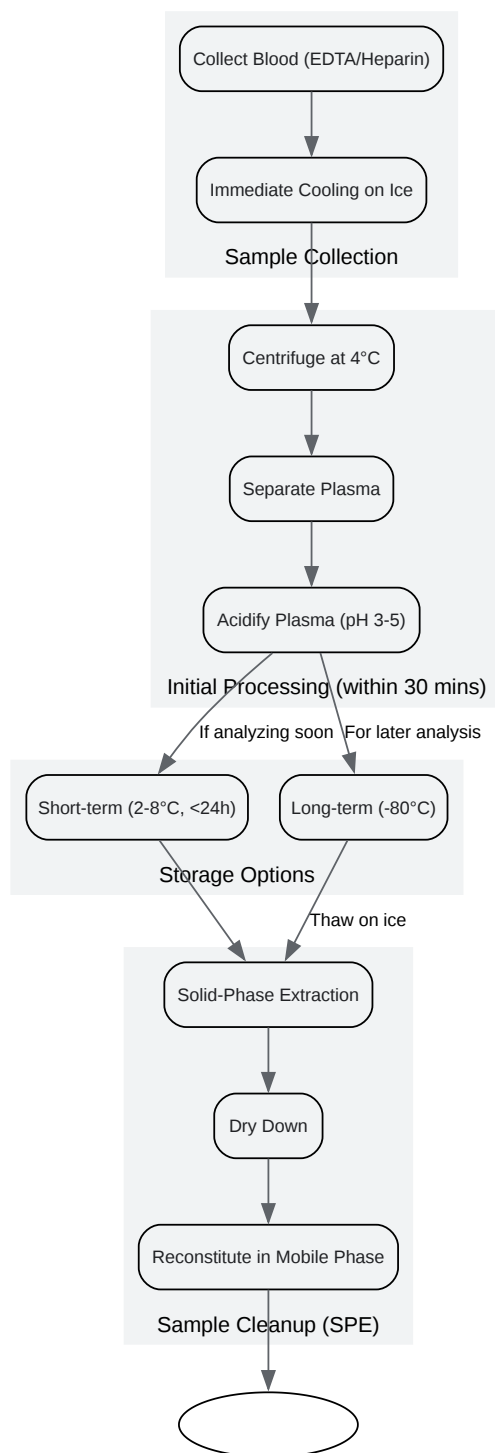 Collect Blood (EDTA/Heparin)
Immediate Cooling on Ice
Sample Collection
Centrifuge at 4°C
Separate Plasma
Acidify Plasma (pH 3-5)
Initial Processing (within 30 mins)
If analyzing soon
For later analysis
Short-term (2-8°C, <24h)
Long-term (-80°C)
Storage Options
Thaw on ice
Solid-Phase Extraction
Dry Down
Reconstitute in Mobile Phase
Sample Cleanup (SPE)